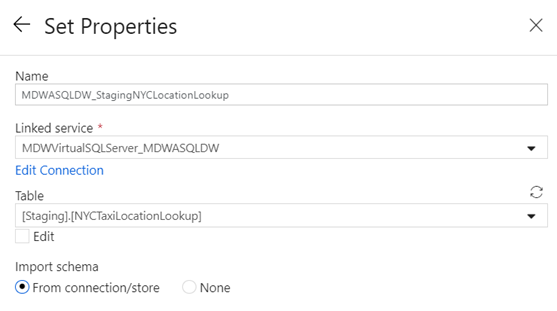 Set Properties
Name
MDWASQLDW_StagingNYCLocationLookup
Linked service *
MDWVirtualSQLServer_MDWASQLDW
Edit Connection
Table
[Staging].[NYCTaxiLocationLookup]
Edit
Import schema
From connection/store None